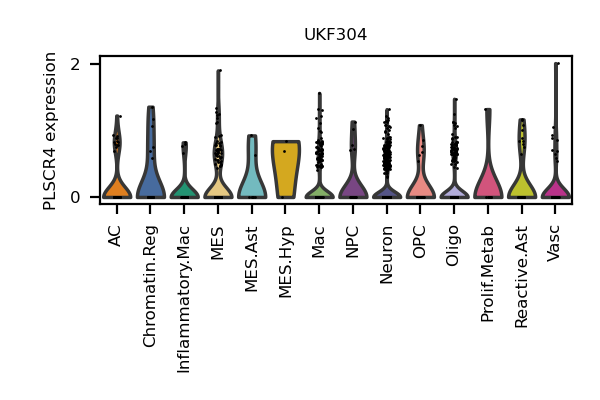 UKF304
PLSCR4 expression
2
0
AC
Chromatin.Reg
Inflammatory.Mac
MES
MES.Ast
MES.Hyp
Mac
NPC
Neuron
OPC
Oligo
Prolif.Metab
Reactive.Ast
Vasc